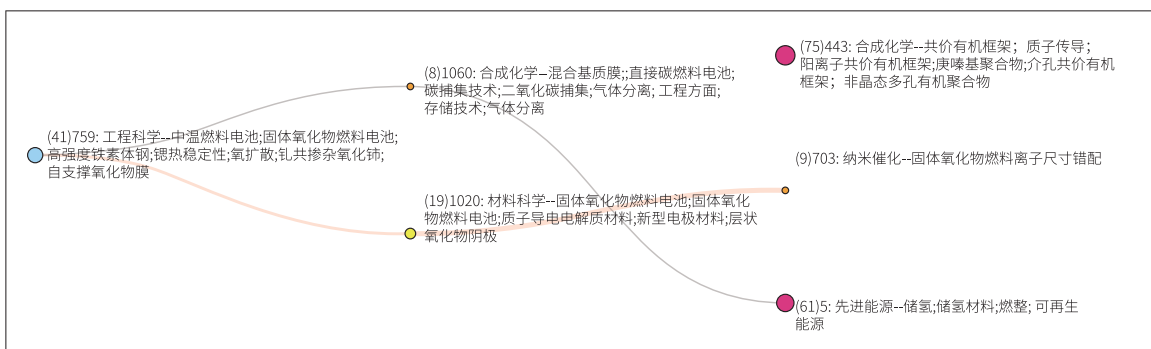 (41)759: 工程科学--中温燃料电池;固体氧化物燃料电池;
高强度铁素体钢;锶热稳定性;氧扩散;钆共掺杂氧化铈;
自支撑氧化物膜
(8)1060: 合成化学–混合基质膜;;直接碳燃料电池;
碳捕集技术;二氧化碳捕集;气体分离; 工程方面;
存储技术;气体分离
(19)1020: 材料科学--固体氧化物燃料电池;固体氧化
物燃料电池;质子导电电解质材料;新型电极材料;层状
氧化物阴极
(75)443: 合成化学--共价有机框架；质子传导；
阳离子共价有机框架;庚嗪基聚合物;介孔共价有机
框架；非晶态多孔有机聚合物
(9)703: 纳米催化--固体氧化物燃料离子尺寸错配
(61)5: 先进能源--储氢;储氢材料;燃整; 可再生
能源